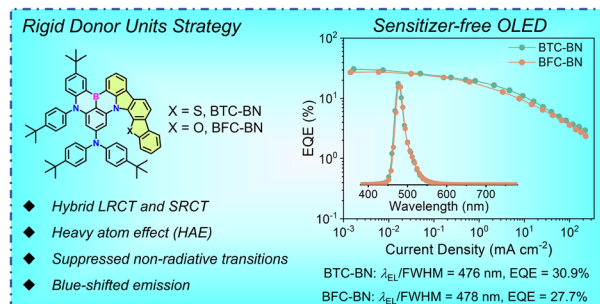 Rigid Donor Units Strategy
B
N
N
N
X
X = S, BTC-BN
X = O, BFC-BN
◆ Hybrid LRCT and SRCT
◆ Heavy atom effect (HAE)
◆ Suppressed non-radiative transitions
◆ Blue-shifted emission
Sensitizer-free OLED
BTC-BN
BFC-BN
EQE (%)
10²
10¹
10⁰
10⁻¹
400 500 600 700
Wavelength (nm)
10⁻³ 10⁻² 10⁻¹ 10⁰ 10¹ 10²
Current Density (mA cm⁻²)
BTC-BN: λEL/FWHM = 476 nm, EQE = 30.9%
BFC-BN: λEL/FWHM = 478 nm, EQE = 27.7%